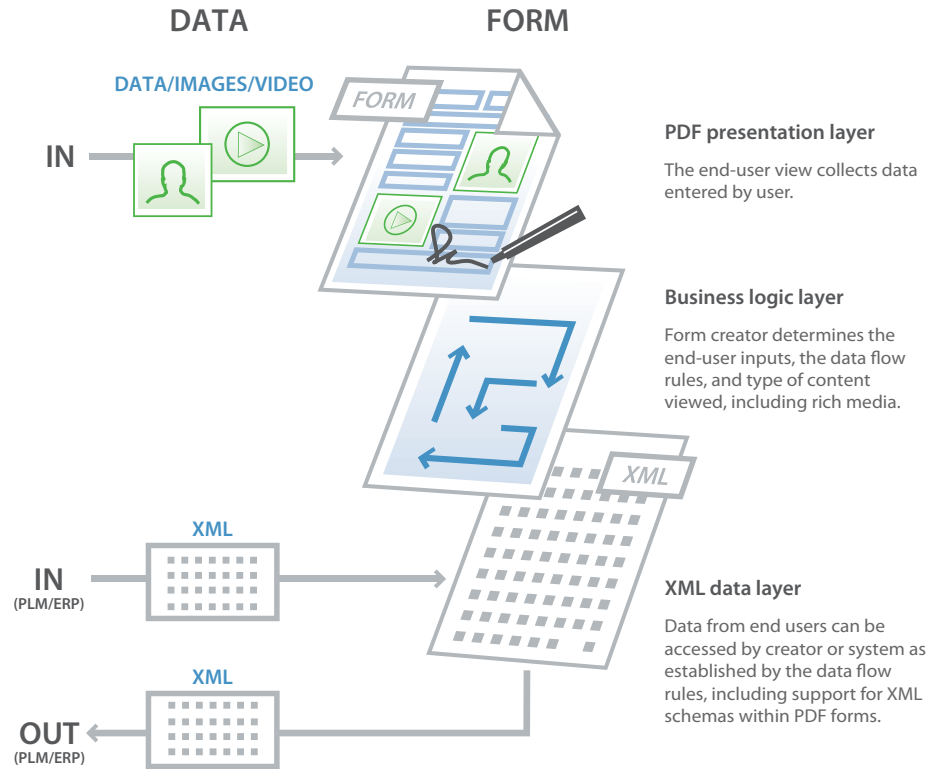 DATA
FORM
DATA/IMAGES/VIDEO
IN
FORM
PDF presentation layer
The end-user view collects data
entered by user.
Business logic layer
Form creator determines the
end-user inputs, the data flow
rules, and type of content
viewed, including rich media.
XML
XML
IN
(PLM/ERP)
XML data layer
Data from end users can be
accessed by creator or system as
established by the data flow
rules, including support for XML
schemas within PDF forms.
XML
OUT
(PLM/ERP)